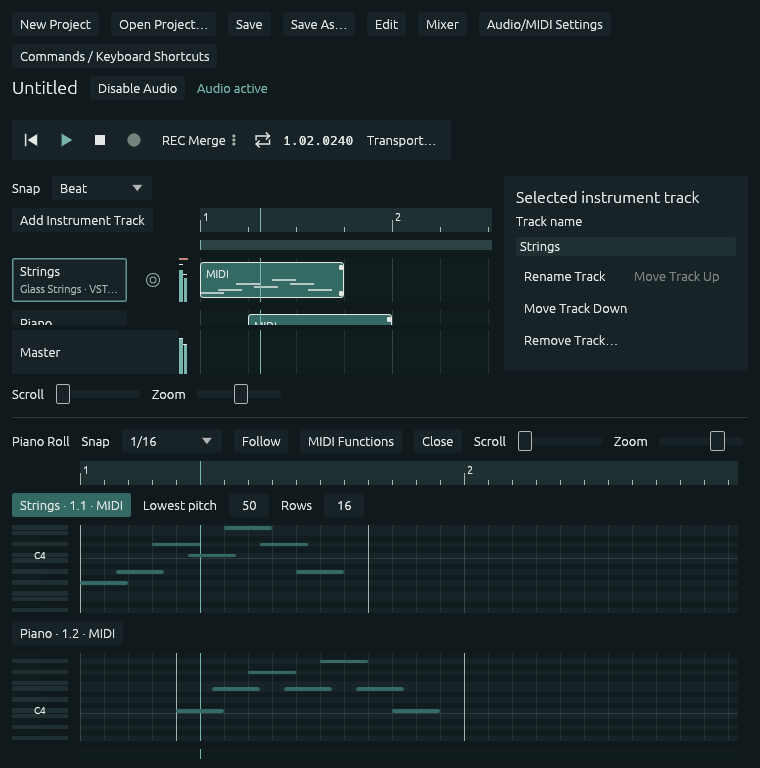 New Project Open Project... Save Save As... Edit Mixer Audio/MIDI Settings
Commands / Keyboard Shortcuts
Untitled Disable Audio Audio active
REC Merge 1.02.0240 Transport...
Snap Beat
Add Instrument Track 1 2
Strings
Glass Strings · VST...
MIDI
Piano MIDI
Master
Selected instrument track
Track name
Strings
Rename Track Move Track Up
Move Track Down
Remove Track...
Scroll Zoom
Piano Roll Snap 1/16 Follow MIDI Functions Close Scroll Zoom
1 2
Strings · 1.1 · MIDI Lowest pitch 50 Rows 16
C4
Piano · 1.2 · MIDI
C4